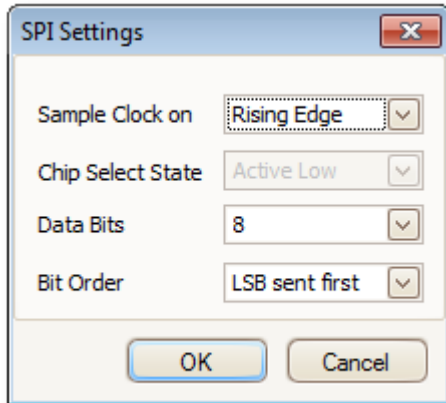 SPI Settings
Sample Clock on Rising Edge
Chip Select State Active Low
Data Bits 8
Bit Order LSB sent first
OK Cancel